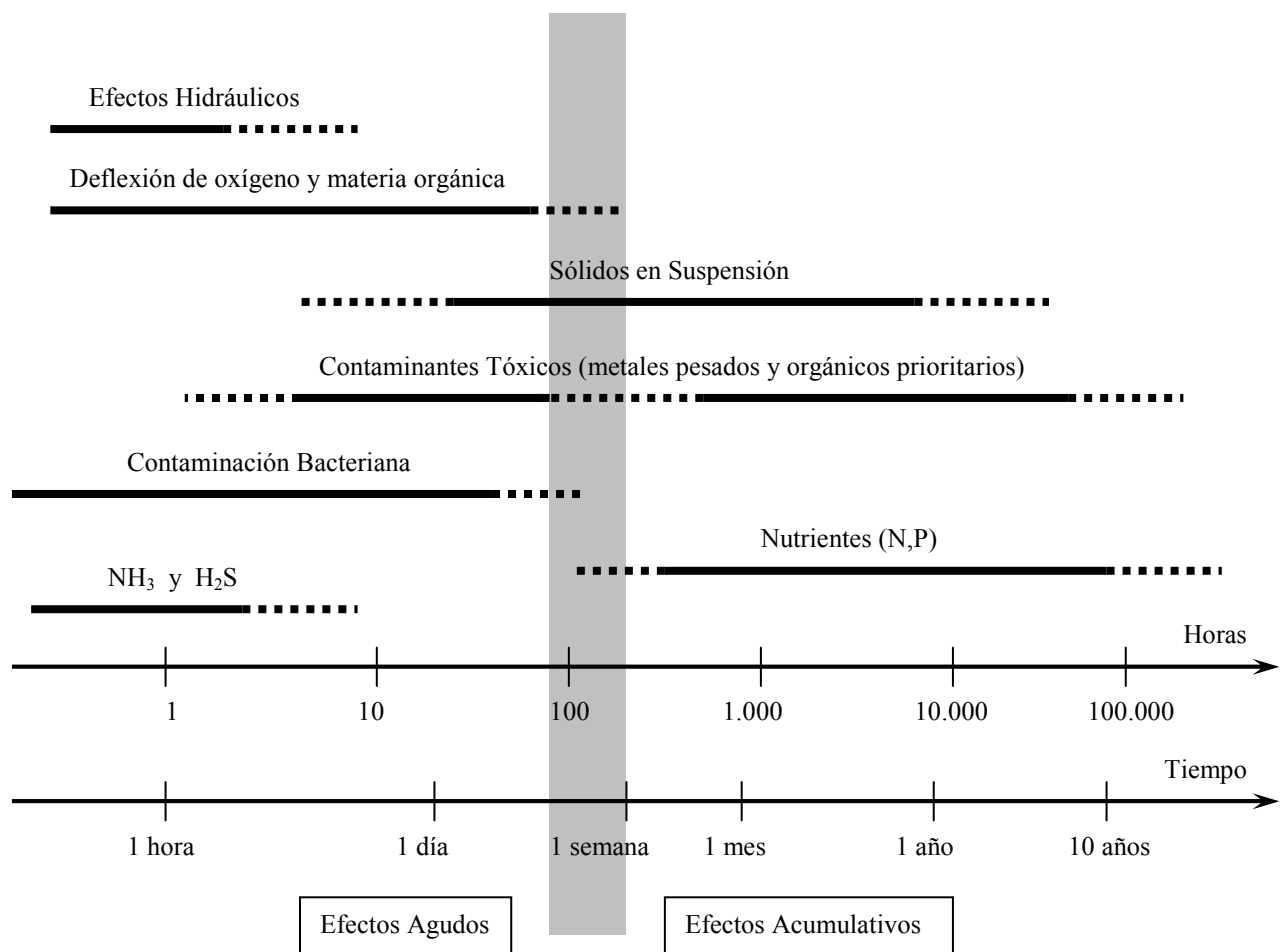 Efectos Hidráulicos
Deflexión de oxígeno y materia orgánica
Sólidos en Suspensión
Contaminantes Tóxicos (metales pesados y orgánicos prioritarios)
Contaminación Bacteriana
Nutrientes (N,P)
NH₃ y H₂S
Horas
1 10 100 1.000 10.000 100.000
Tiempo
1 hora 1 día 1 semana 1 mes 1 año 10 años
Efectos Agudos Efectos Acumulativos